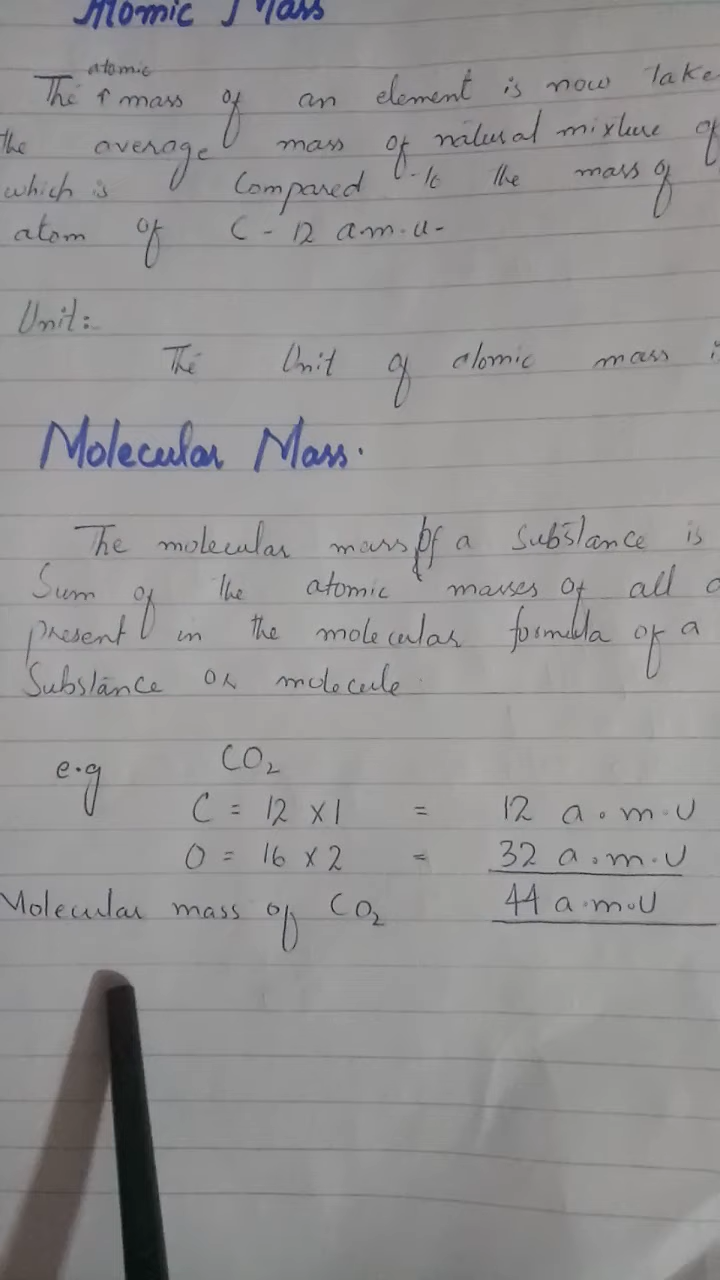 Atomic Mass
atomic
The ↑ mass of an element is now take
the average mass of natural mixture of
which is compared to the mass of
atom of C-12 a.m.u.
Unit:
The Unit of atomic mass i
Molecular Mass.
The molecular mass of a Substance is
Sum of the atomic masses of all a
present in the molecular formula of a
Substance or molecule.
e.g CO₂
C = 12 × 1 = 12 a.m.u
O = 16 × 2 = 32 a.m.u
Molecular mass of CO₂ 44 a.m.u